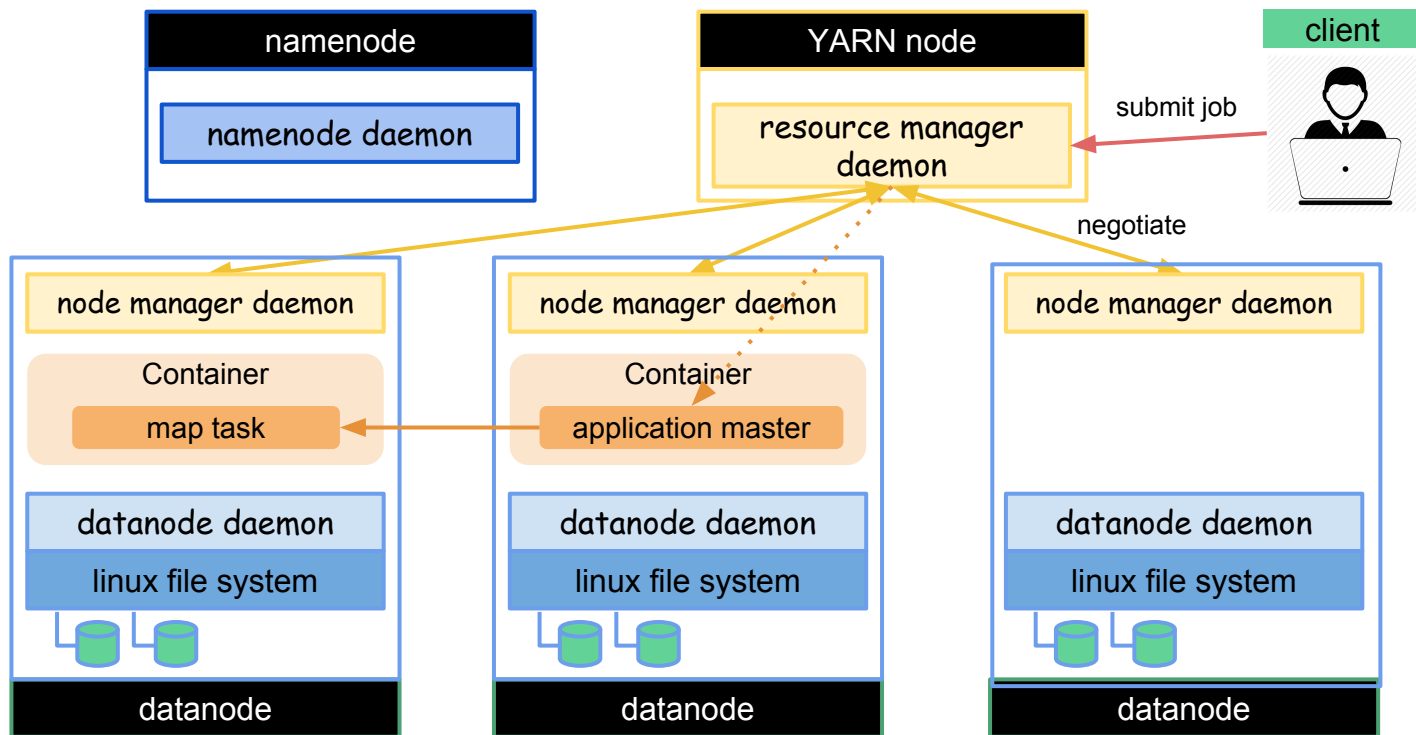 namenode
YARN node
client
namenode daemon
resource manager
daemon
submit job
negotiate
node manager daemon
node manager daemon
node manager daemon
Container
Container
map task
application master
datanode daemon
datanode daemon
datanode daemon
linux file system
linux file system
linux file system
datanode
datanode
datanode